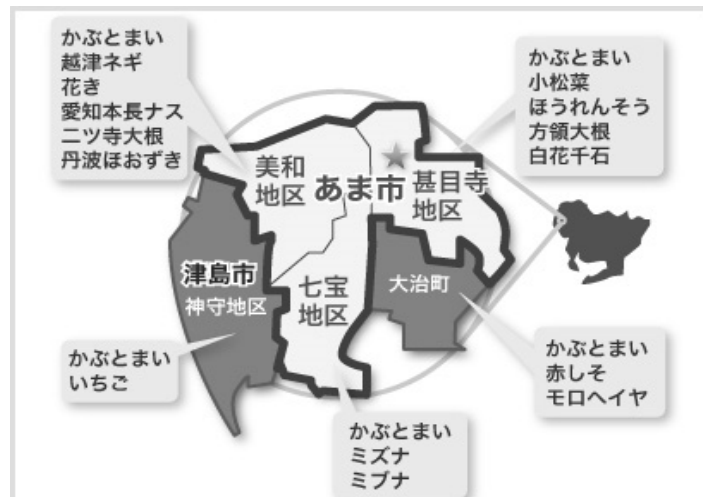 かぶとまい
越津ネギ
花き
愛知本長ナス
二ツ寺大根
丹波ほおずき
かぶとまい
小松菜
ほうれんそう
方領大根
白花千石
美和
地区
あま市
甚目寺
地区
津島市
神守地区
七宝
地区
大治町
かぶとまい
いちご
かぶとまい
赤しそ
モロヘイヤ
かぶとまい
ミズナ
ミブナ